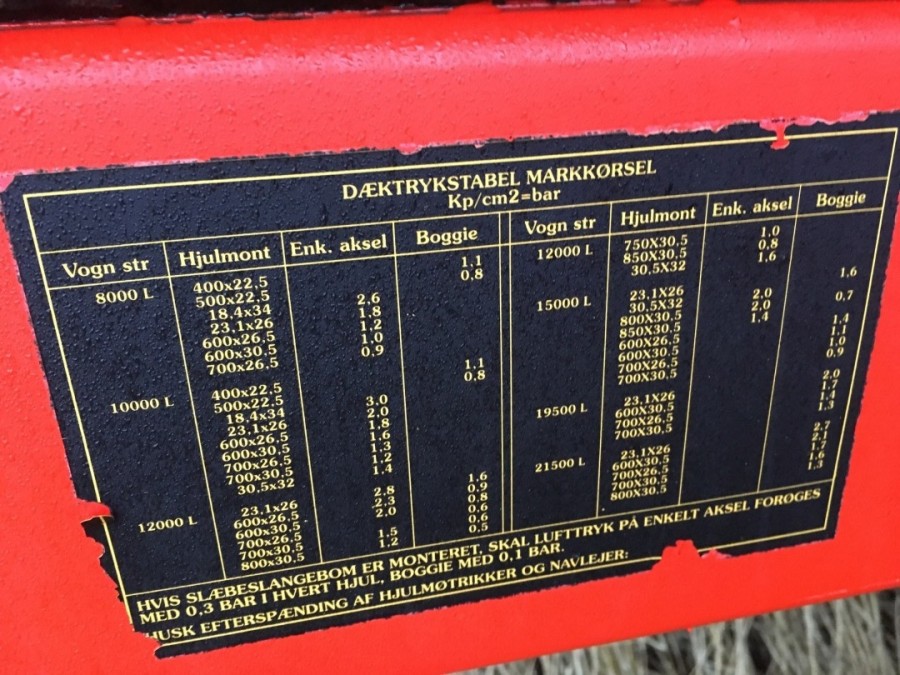 DÆKTRYKSTABEL MARKKØRSEL
Kp/cm2=bar
Vogn str Hjulmont Enk. aksel Boggie
8000 L 400x22,5 1,1
500x22,5 0,8
18,4x34 2,6
23,1x26 1,8
600x26,5 1,2
600x30,5 1,0
700x26,5 0,9
10000 L 400x22,5 1,1
500x22,5 0,8
18,4x34 3,0
23,1x26 2,0
600x26,5 1,8
600x30,5 1,6
700x26,5 1,3
700x30,5 1,2
30,5x32 1,4
12000 L 23,1x26 2,8 1,6
600x26,5 2,3 0,9
600x30,5 2,0 0,8
700x26,5 0,6
700x30,5 1,5 0,6
800x30,5 1,2 0,5
Vogn str Hjulmont Enk. aksel Boggie
12000 L 750X30,5 1,0
850X30,5 0,8
30,5X32 1,6
15000 L 23,1X26 1,6
30,5X32 2,0
800X30,5 2,0 0,7
850X30,5 1,4
600X26,5 1,4
600X30,5 1,1
700X26,5 1,0
700X30,5 0,9
19500 L 23,1X26 2,0
600X30,5 1,7
700X26,5 1,4
700X30,5 1,3
21500 L 23,1X26 2,7
600X30,5 2,1
700X26,5 1,7
700X30,5 1,6
800X30,5 1,3
HVIS SLÆBESLANGEBOM ER MONTERET, SKAL LUFTTRYK PÅ ENKELT AKSEL FORØGES
MED 0,3 BAR I HVERT HJUL, BOGGIE MED 0,1 BAR.
HUSK EFTERSPÆNDING AF HJULMØTRIKKER OG NAVLEJER: